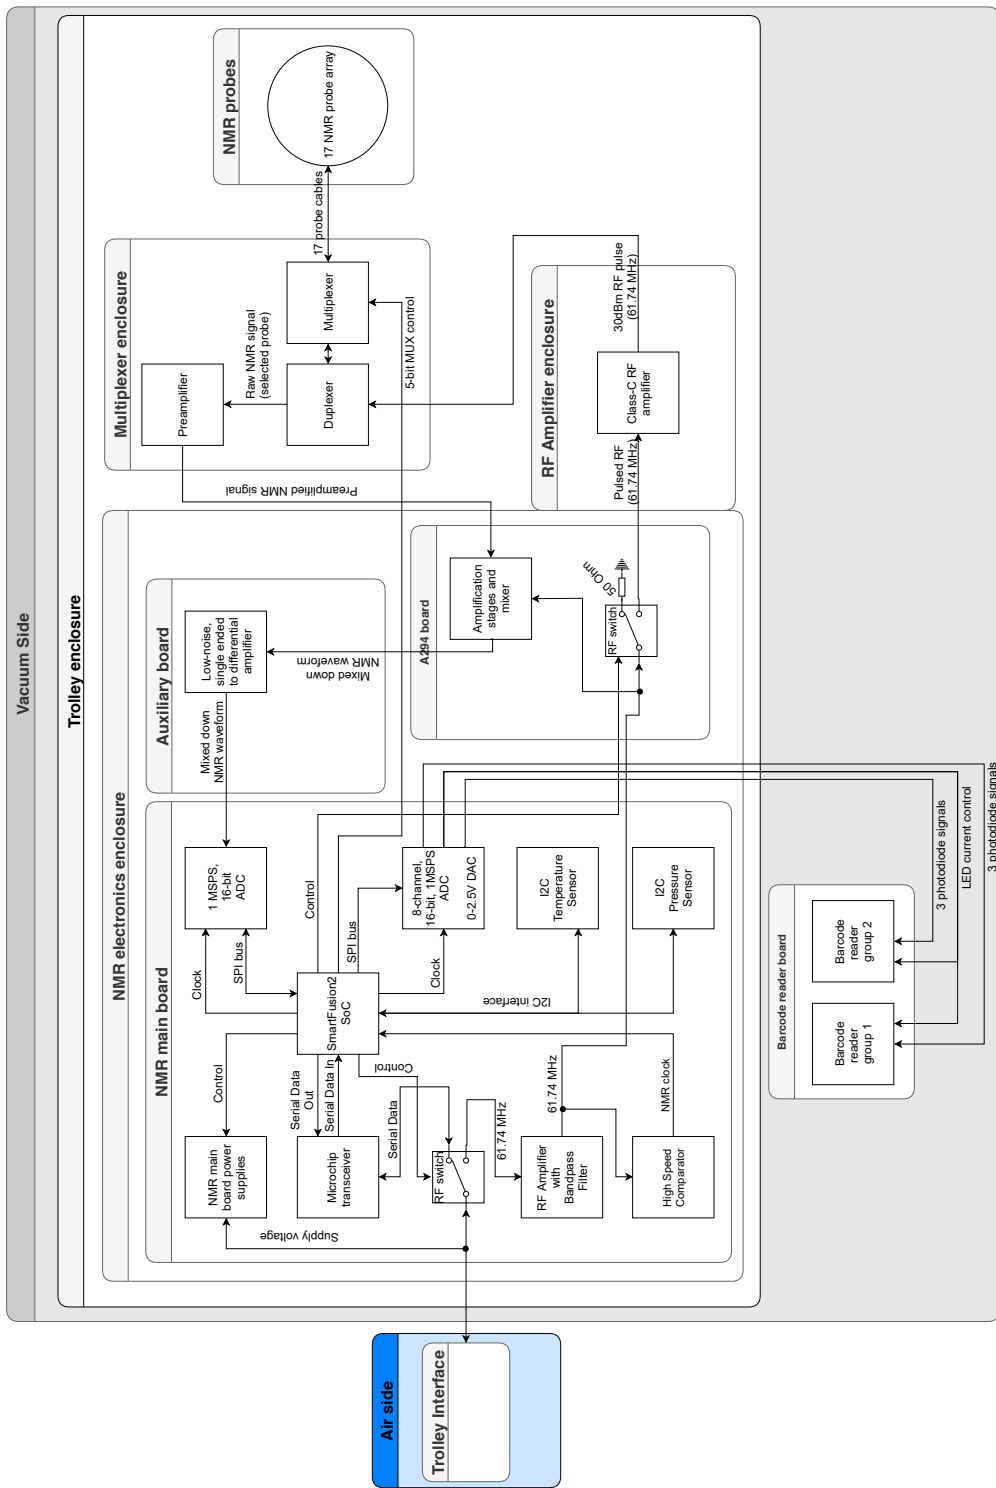 Vacuum Side
Trolley enclosure
NMR probes
17 NMR probe array
17 probe cables
Multiplexer enclosure
Preamplifier
Raw NMR signal
(selected probe)
Duplexer
Multiplexer
5-bit MUX control
Preamplified NMR signal
RF Amplifier enclosure
30dBm RF pulse
(61.74 MHz)
Class-C RF
amplifier
Pulsed RF
(61.74 MHz)
NMR electronics enclosure
Auxiliary board
Low-noise,
single ended
to differential
amplifier
Mixed down
NMR waveform
Mixed down
NMR waveform
A294 board
Amplification
stages and
mixer
50 Ohm
RF switch
NMR main board
1 MSPS,
16-bit
ADC
Clock
SPI bus
Control
SPI bus
8-channel,
16-bit, 1MSPS
ADC
0-2.5V DAC
Clock
I2C
Temperature
Sensor
I2C
Pressure
Sensor
SmartFusion2
SoC
I2C interface
Control
Serial Data
Out
Serial Data In
Control
Serial Data
NMR main
board power
supplies
Microchip
transceiver
RF switch
61.74 MHz
61.74 MHz
NMR clock
RF Amplifier
with
Bandpass
Filter
High Speed
Comparator
Supply voltage
Barcode reader board
Barcode
reader
group 2
Barcode
reader
group 1
3 photodiode signals
LED current control
3 photodiode signals
Air side
Trolley Interface